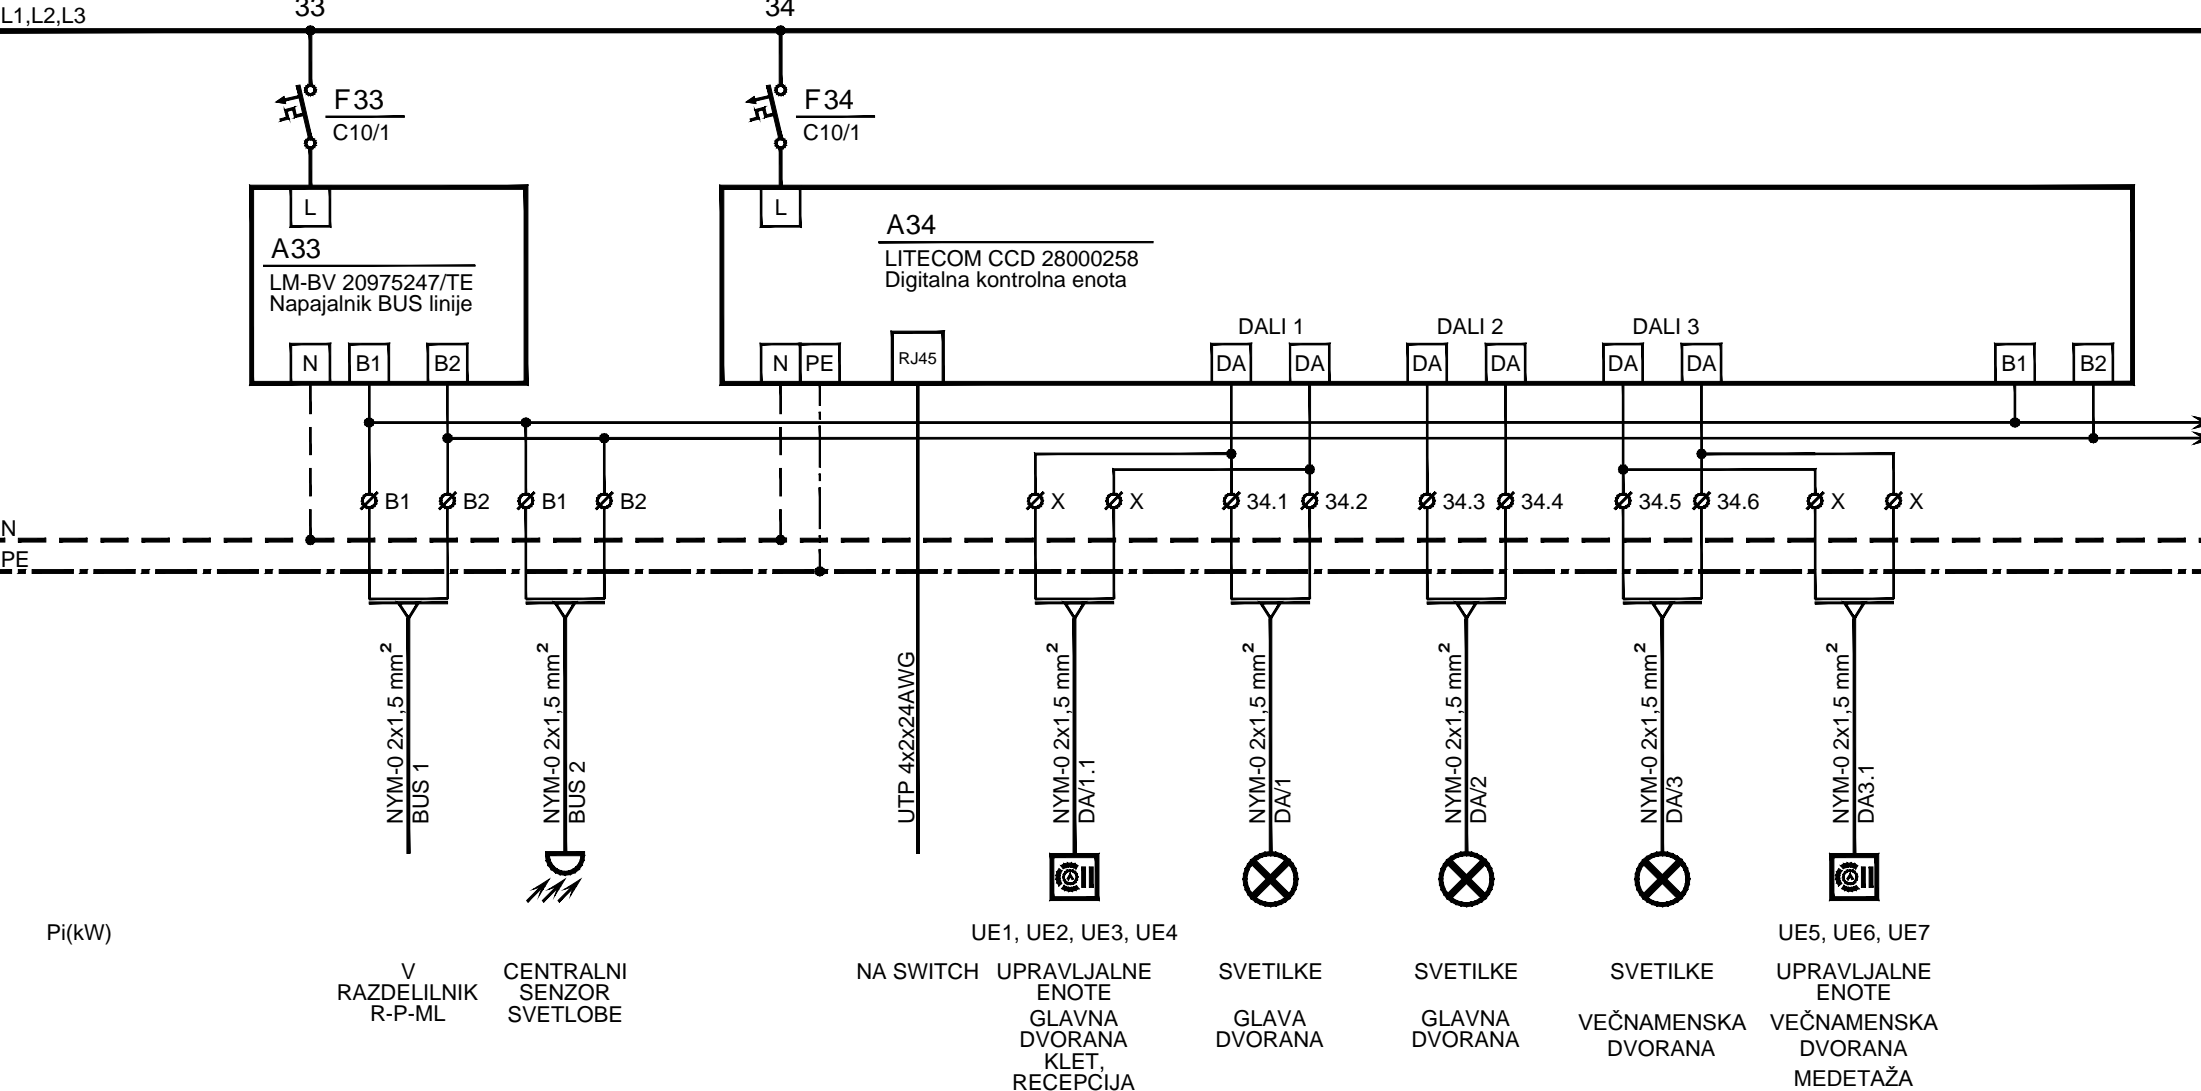 33
34
L1,L2,L3
F33
C10/1
F34
C10/1
L
A33
LM-BV 20975247/TE
Napajalnik BUS linije
N
B1
B2
L
A34
LITECOM CCD 28000258
Digitalna kontrolna enota
N
PE
RJ45
DALI 1
DA
DA
DALI 2
DA
DA
DALI 3
DA
DA
B1
B2
B1
B2
B1
B2
X
X
34.1
34.2
34.3
34.4
34.5
34.6
X
X
N
PE
NYM-0 2x1,5 mm²
BUS 1
NYM-0 2x1,5 mm²
BUS 2
UTP 4x2x24AWG
NYM-0 2x1,5 mm²
DA/1.1
NYM-0 2x1,5 mm²
DA/1
NYM-0 2x1,5 mm²
DA/2
NYM-0 2x1,5 mm²
DA/3
NYM-0 2x1,5 mm²
DA3.1
Pi(kW)
V
RAZDELILNIK
R-P-ML
CENTRALNI
SENZOR
SVETLOBE
NA SWITCH
UE1, UE2, UE3, UE4
UPRAVLJALNE
ENOTE
GLAVNA
DVORANA
KLET,
RECEPCIJA
SVETILKE
GLAVA
DVORANA
SVETILKE
GLAVNA
DVORANA
SVETILKE
VEČNAMENSKA
DVORANA
UE5, UE6, UE7
UPRAVLJALNE
ENOTE
VEČNAMENSKA
DVORANA
MEDETAŽA